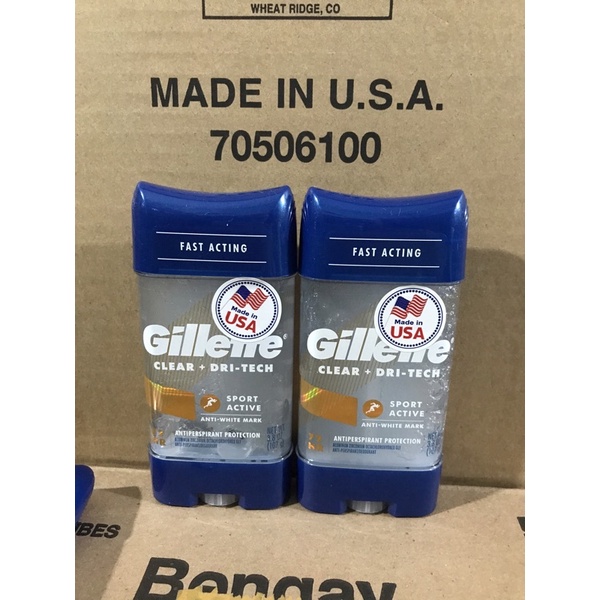 WHEAT RIDGE, CO
MADE IN U.S.A.
70506100
FAST ACTING
Made in
USA
Gillette
CLEAR + DRI-TECH
SPORT
ACTIVE
ANTI-WHITE MARK
ANTIPERSPIRANT PROTECTION
FAST ACTING
Made in
USA
Gillette
CLEAR + DRI-TECH
SPORT
ACTIVE
ANTI-WHITE MARK
ANTIPERSPIRANT PROTECTION
UBES
Bengay